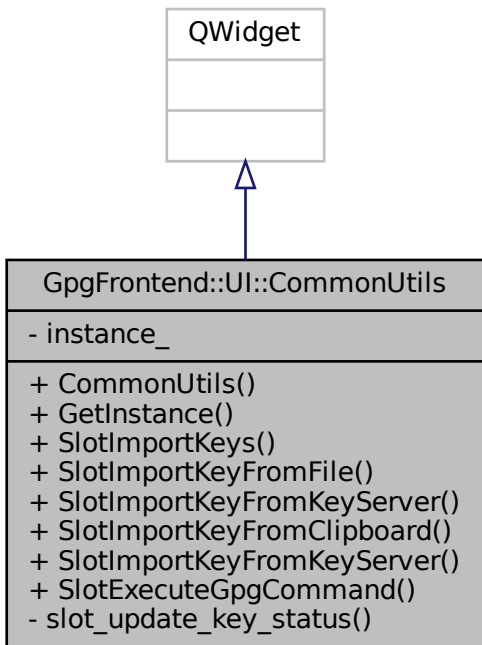 QWidget
GpgFrontend::UI::CommonUtils
- instance_
+ CommonUtils()
+ GetInstance()
+ SlotImportKeys()
+ SlotImportKeyFromFile()
+ SlotImportKeyFromKeyServer()
+ SlotImportKeyFromClipboard()
+ SlotImportKeyFromKeyServer()
+ SlotExecuteGpgCommand()
- slot_update_key_status()